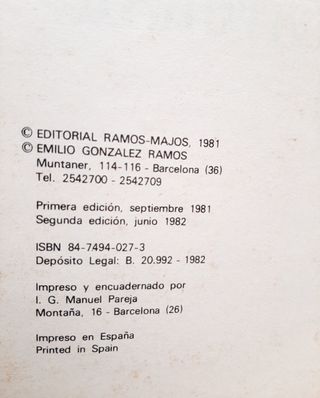 © EDITORIAL RAMOS-MAJOS, 1981
© EMILIO GONZALEZ RAMOS
Muntaner, 114-116 - Barcelona (36)
Tel. 2542700 - 2542709
Primera edición, septiembre 1981
Segunda edición, junio 1982
ISBN 84-7494-027-3
Depósito Legal: B. 20.992 - 1982
Impreso y encuadernado por
I. G. Manuel Pareja
Montaña, 16 - Barcelona (26)
Impreso en España
Printed in Spain